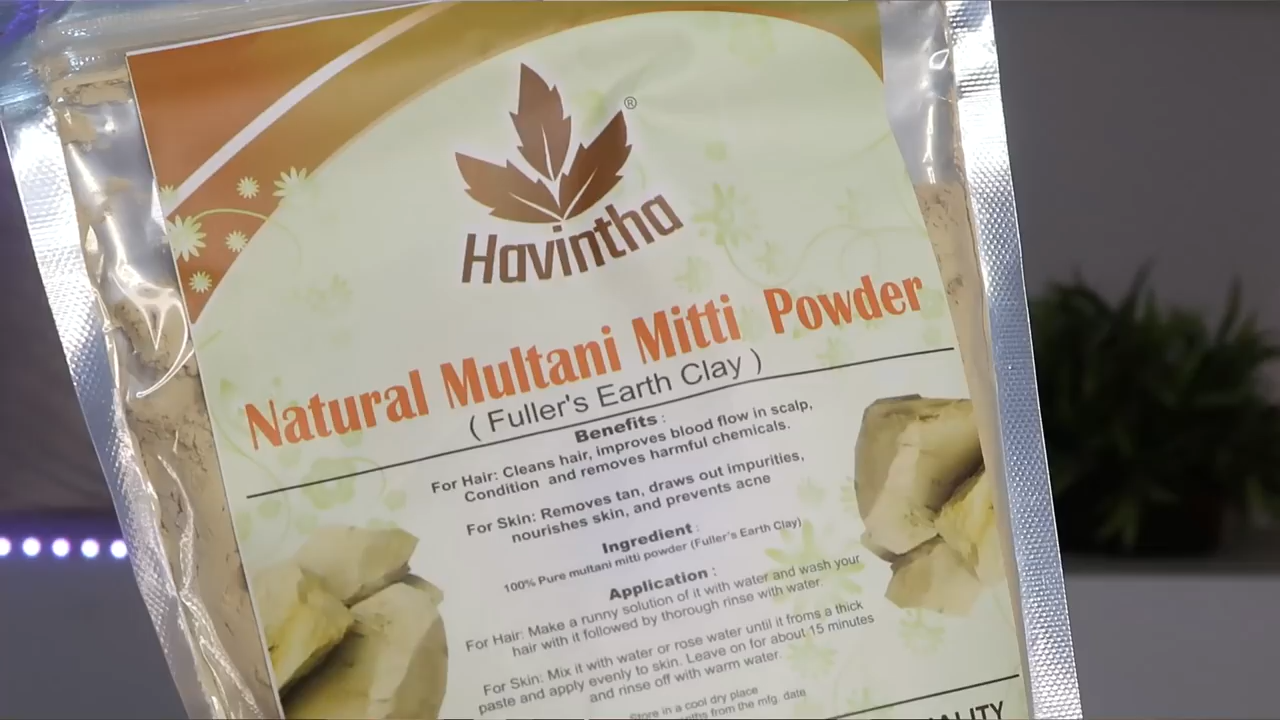 ®
Havintha
Natural Multani Mitti Powder
( Fuller's Earth Clay )
Benefits :
For Hair: Cleans hair, improves blood flow in scalp,
Condition and removes harmful chemicals.
For Skin: Removes tan, draws out impurities,
nourishes skin, and prevents acne
Ingredient :
100% Pure multani mitti powder (Fuller's Earth Clay)
Application :
For Hair: Make a runny solution of it with water and wash your
hair with it followed by thorough rinse with water.
For Skin: Mix it with water or rose water until it froms a thick
paste and apply evenly to skin. Leave on for about 15 minutes
and rinse off with warm water.
Store in a cool dry place
from the mfg. date